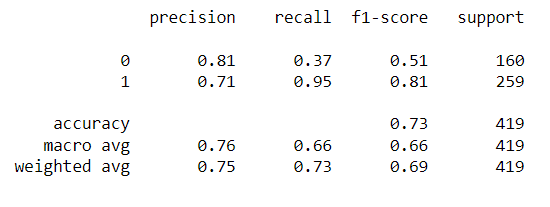 precision recall f1-score support
0 0.81 0.37 0.51 160
1 0.71 0.95 0.81 259
accuracy 0.73 419
macro avg 0.76 0.66 0.66 419
weighted avg 0.75 0.73 0.69 419